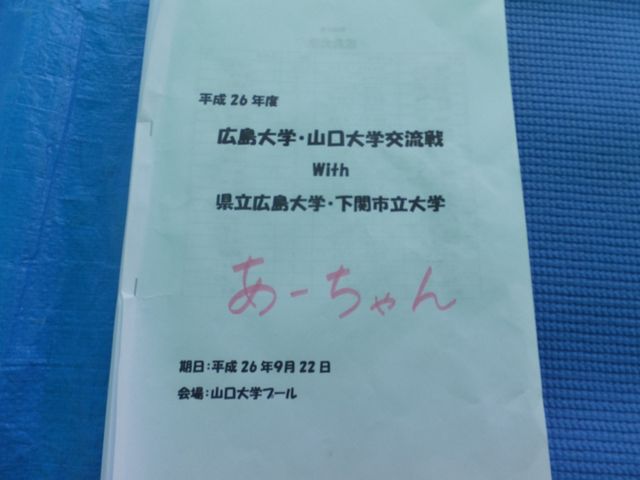 平成26年度
広島大学・山口大学交流戦
With
県立広島大学・下関市立大学
あーちゃん
期日:平成26年9月22日
会場:山口大学プール